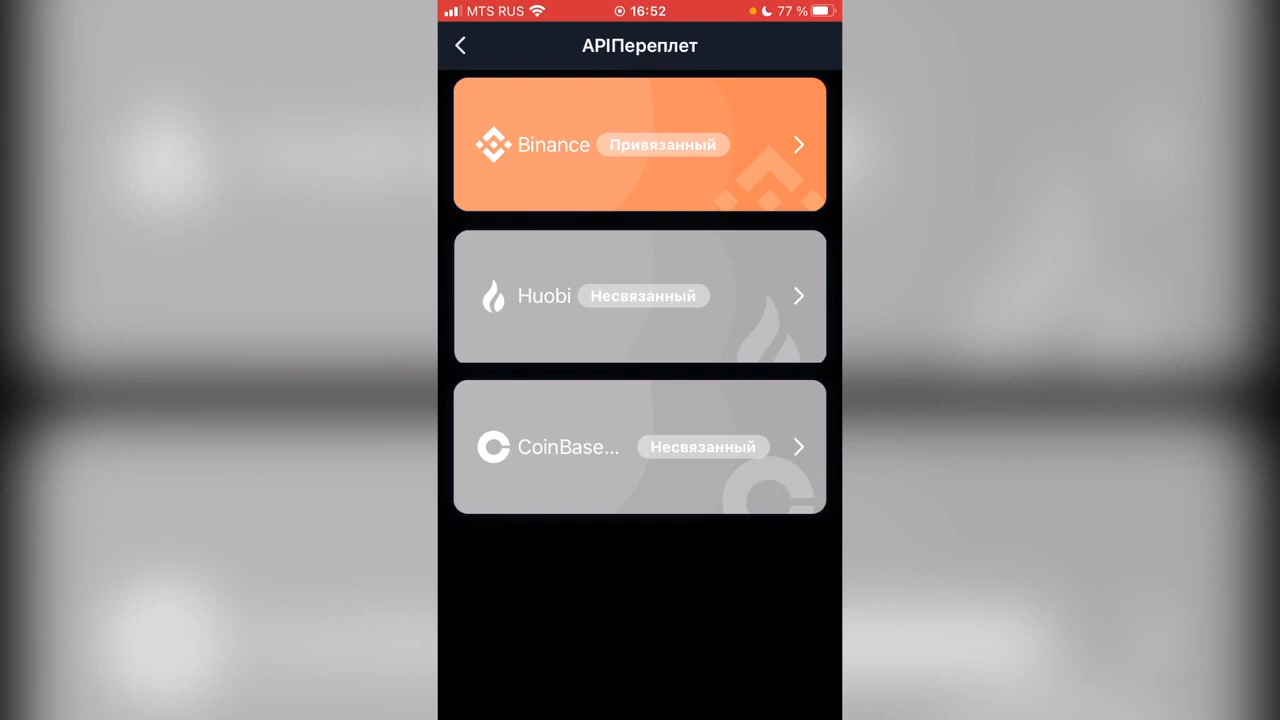 MTS RUS 16:52 77 %
APIПереплет
Binance Привязанный
Huobi Несвязанный
CoinBase... Несвязанный